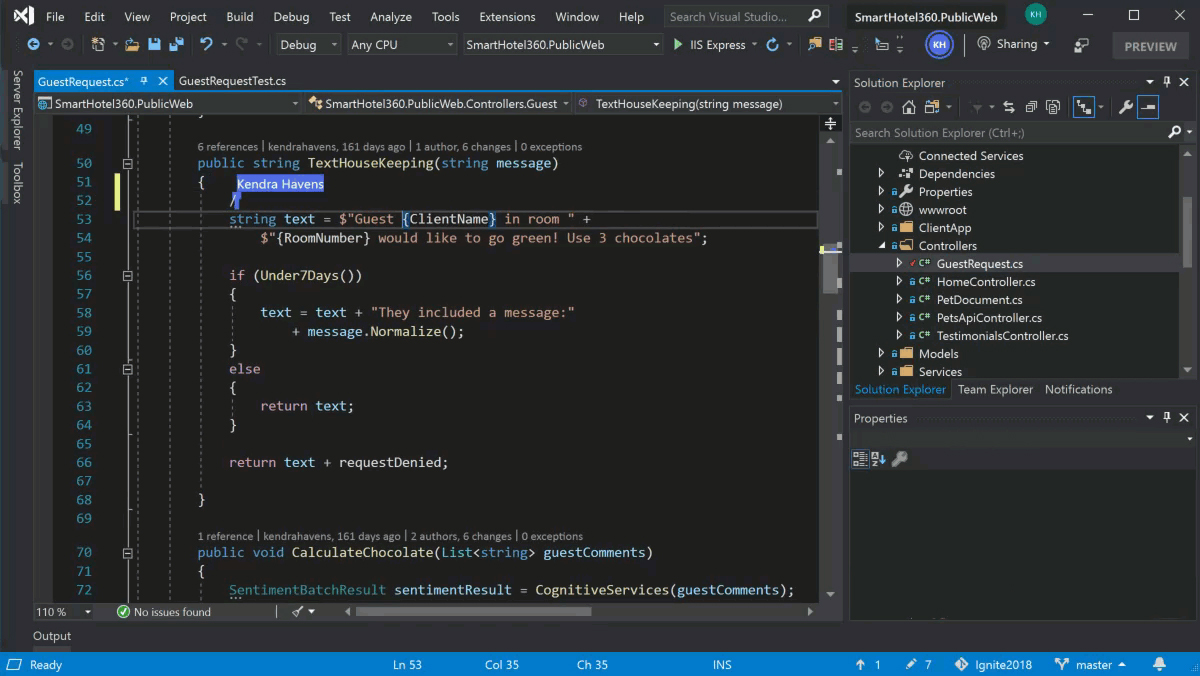 File Edit View Project Build Debug Test Analyze Tools Extensions Window Help Search Visual Studio... SmartHotel360.PublicWeb KH
Debug Any CPU SmartHotel360.PublicWeb IIS Express KH Sharing PREVIEW
Server Explorer
Toolbox
GuestRequest.cs* GuestRequestTest.cs
SmartHotel360.PublicWeb SmartHotel360.PublicWeb.Controllers.Guest TextHouseKeeping(string message)
49
6 references | kendrahavens, 161 days ago | 1 author, 6 changes | 0 exceptions
50 public string TextHouseKeeping(string message)
51 { Kendra Havens
52 /
53 string text = $"Guest {ClientName} in room " +
54 $"{RoomNumber} would like to go green! Use 3 chocolates";
55
56 if (Under7Days())
57 {
58 text = text + "They included a message:"
59 + message.Normalize();
60 }
61 else
62 {
63 return text;
64 }
65
66 return text + requestDenied;
67
68 }
69
1 reference | kendrahavens, 161 days ago | 2 authors, 6 changes | 0 exceptions
70 public void CalculateChocolate(List<string> guestComments)
71 {
72 SentimentBatchResult sentimentResult = CognitiveServices(guestComments);
110 % No issues found
Output
Solution Explorer
Search Solution Explorer (Ctrl+;)
Connected Services
Dependencies
Properties
wwwroot
ClientApp
Controllers
C# GuestRequest.cs
C# HomeController.cs
C# PetDocument.cs
C# PetsApiController.cs
C# TestimonialsController.cs
Models
Services
Solution Explorer Team Explorer Notifications
Properties
Ready Ln 53 Col 35 Ch 35 INS 1 7 Ignite2018 master